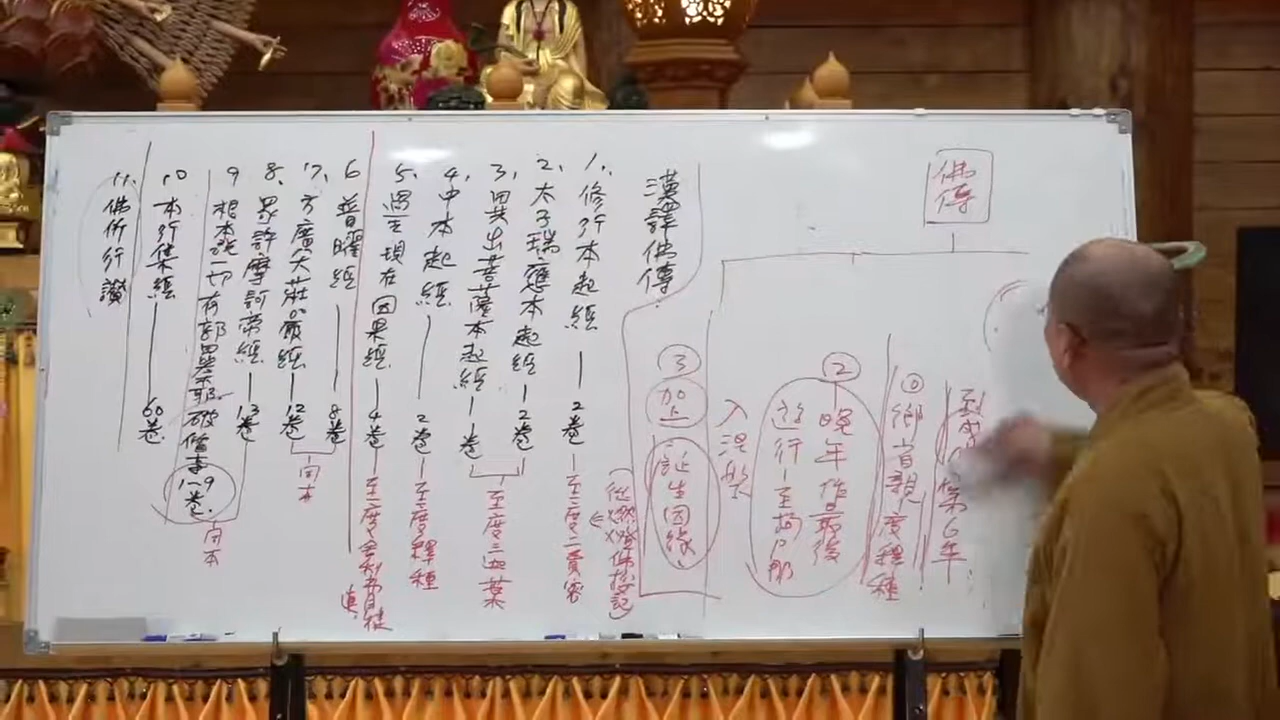 佛傳
到
第6年
①鄉省親—度釋種
②
晚年作最後
遊行—至拘尸那
入涅槃
③
加上
誕生因緣
漢譯佛傳
從燃燈佛授記
1、修行本起經—2卷—至度二賈客
2、太子瑞應本起經—2卷
3、異出菩薩本起經—1卷
至度三迦葉
4、中本起經—2卷—至度釋種
5、過去現在因果經—4卷—至度舍利弗目犍連
6 普曜經—8卷
7、方廣大莊嚴經—12卷
同本
8、眾許摩訶帝經—13卷
9 根本說一切有部毘奈耶破僧事1~9卷
同本
10、本行集經—60卷
11、佛所行讚